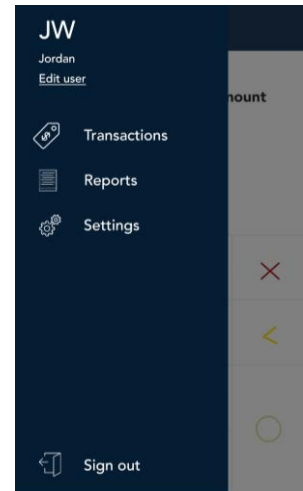 JW
Jordan
Edit user
nount
Transactions
Reports
Settings
Sign out